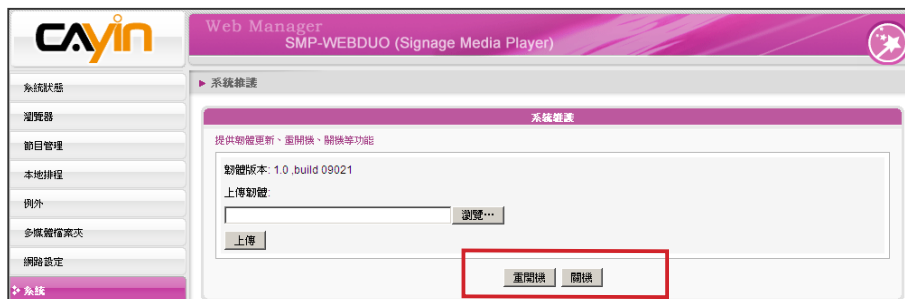 CAyin
Web Manager
SMP-WEBDUO (Signage Media Player)
系統狀態
瀏覽器
節目管理
本地排程
例外
多媒體檔案夾
網路設定
系統
系統維護
系統維護
提供韌體更新、重開機、關機等功能
韌體版本: 1.0 ,build 09021
上傳韌體:
瀏覽…
上傳
重開機 關機